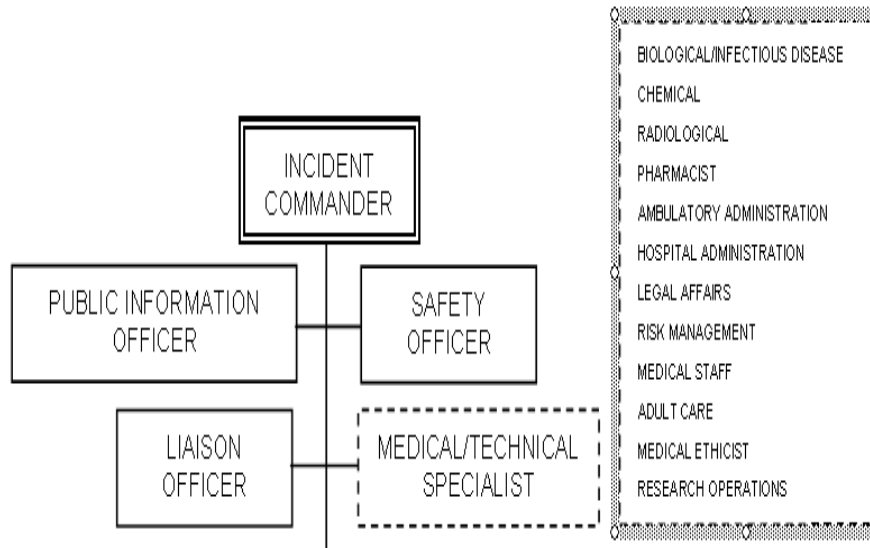 INCIDENT
COMMANDER
PUBLIC INFORMATION
OFFICER
SAFETY
OFFICER
LIAISON
OFFICER
MEDICAL/TECHNICAL
SPECIALIST
BIOLOGICAL/INFECTIOUS DISEASE
CHEMICAL
RADIOLOGICAL
PHARMACIST
AMBULATORY ADMINISTRATION
HOSPITAL ADMINISTRATION
LEGAL AFFAIRS
RISK MANAGEMENT
MEDICAL STAFF
ADULT CARE
MEDICAL ETHICIST
RESEARCH OPERATIONS